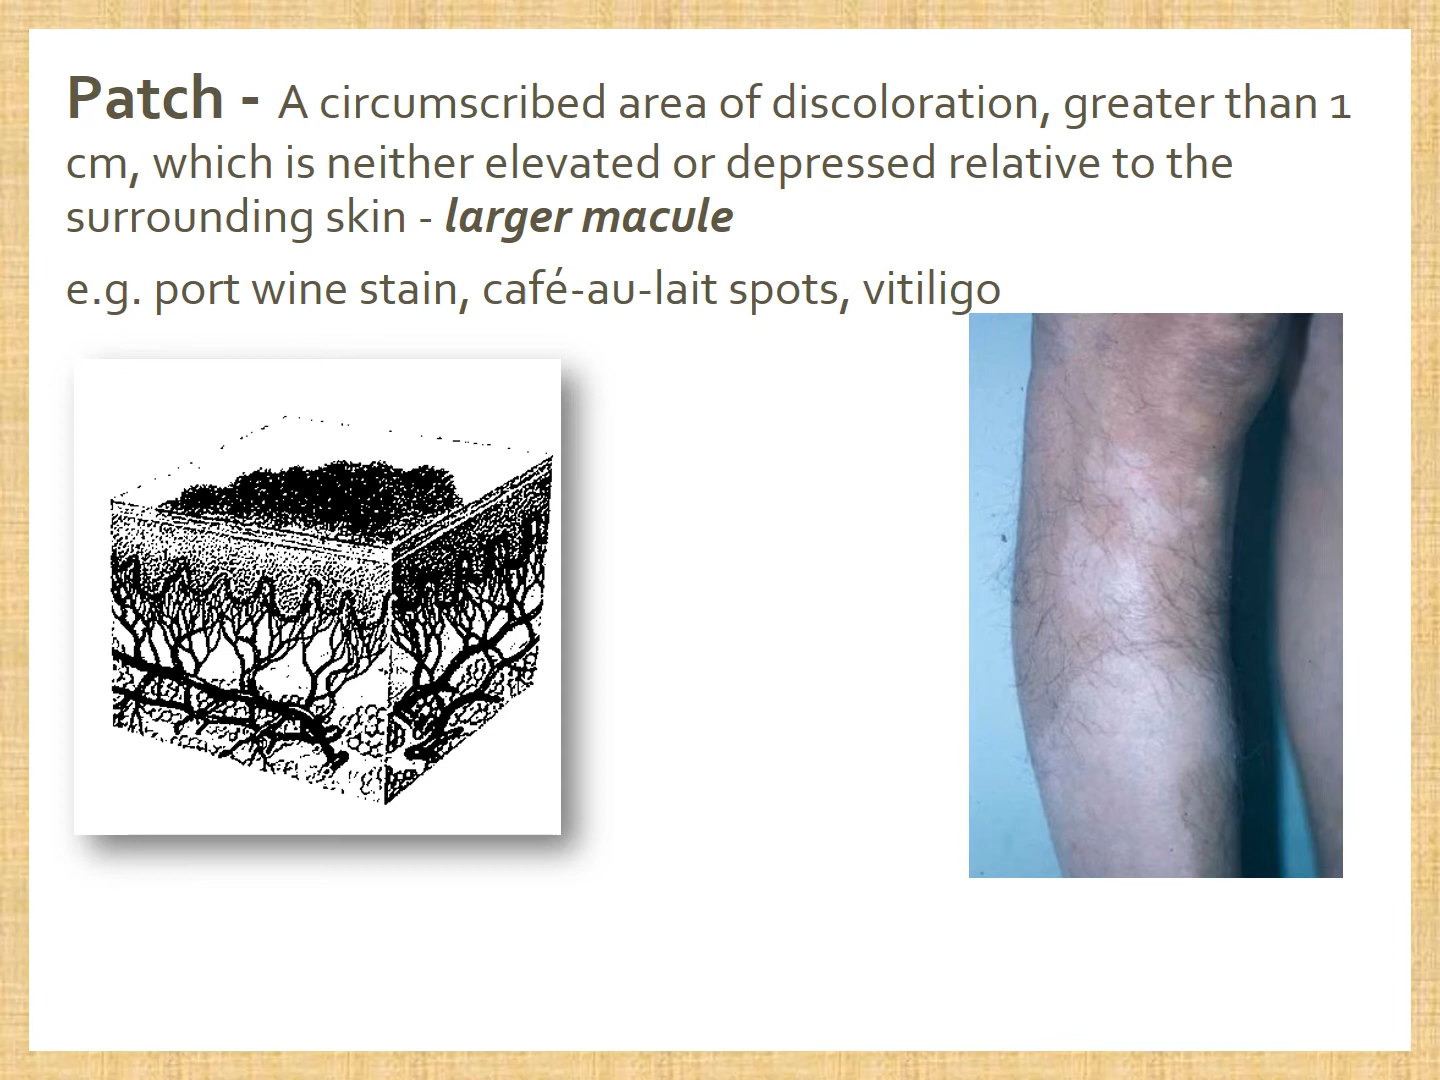 Patch - A circumscribed area of discoloration, greater than 1
cm, which is neither elevated or depressed relative to the
surrounding skin - larger macule
e.g. port wine stain, café-au-lait spots, vitiligo